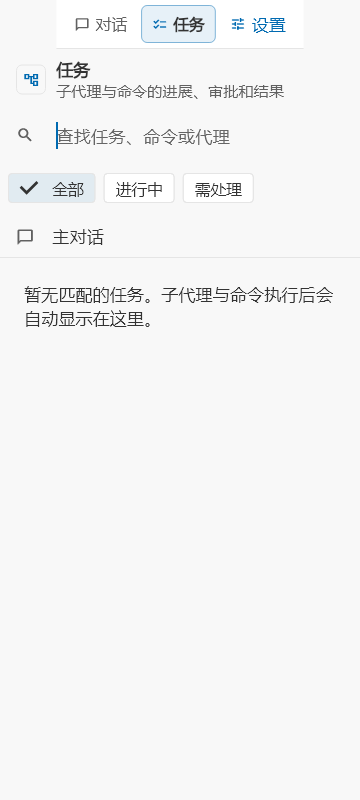 对话 任务 设置
任务
子代理与命令的进展、审批和结果
查找任务、命令或代理
全部 进行中 需处理
主对话
暂无匹配的任务。子代理与命令执行后会
自动显示在这里。